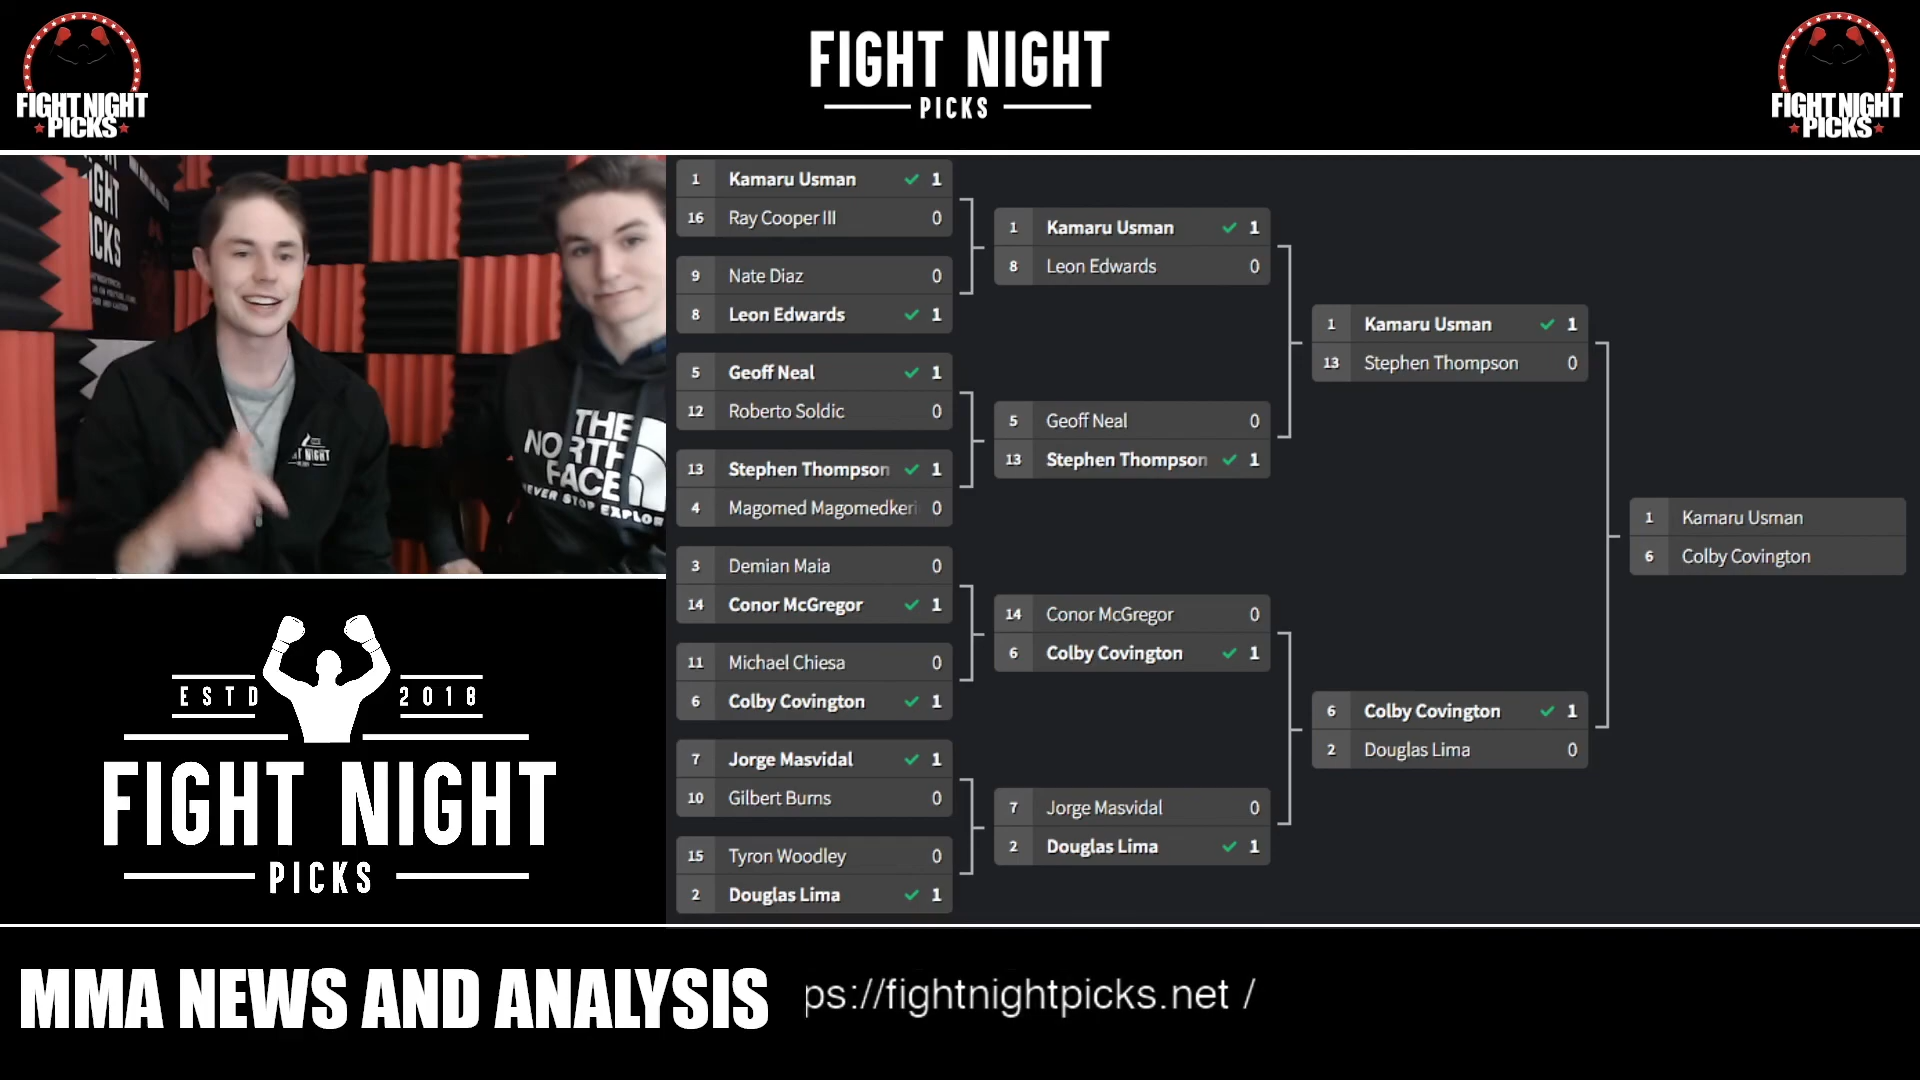 FIGHT NIGHT
PICKS
FIGHT NIGHT
PICKS
FIGHT NIGHT
PICKS
1 Kamaru Usman 1
16 Ray Cooper III 0
9 Nate Diaz 0
8 Leon Edwards 1
5 Geoff Neal 1
12 Roberto Soldic 0
13 Stephen Thompson 1
4 Magomed Magomedkeri 0
3 Demian Maia 0
14 Conor McGregor 1
11 Michael Chiesa 0
6 Colby Covington 1
7 Jorge Masvidal 1
10 Gilbert Burns 0
15 Tyron Woodley 0
2 Douglas Lima 1
1 Kamaru Usman 1
8 Leon Edwards 0
5 Geoff Neal 0
13 Stephen Thompson 1
14 Conor McGregor 0
6 Colby Covington 1
7 Jorge Masvidal 0
2 Douglas Lima 1
1 Kamaru Usman 1
13 Stephen Thompson 0
6 Colby Covington 1
2 Douglas Lima 0
1 Kamaru Usman
6 Colby Covington
THE
NORTH
FACE
NEVER STOP EXPLOR
ESTD 2018
FIGHT NIGHT
PICKS
MMA NEWS AND ANALYSIS
ps://fightnightpicks.net /